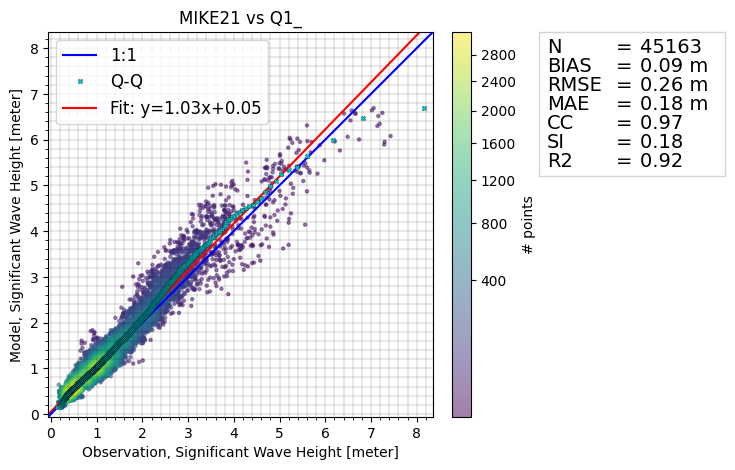 MIKE21 vs Q1_
1:1
Q-Q
Fit: y=1.03x+0.05
8
7
6
5
4
3
2
1
0
Model, Significant Wave Height [meter]
0 1 2 3 4 5 6 7 8
Observation, Significant Wave Height [meter]
2800
2400
2000
1600
1200
800
400
# points
N = 45163
BIAS = 0.09 m
RMSE = 0.26 m
MAE = 0.18 m
CC = 0.97
SI = 0.18
R2 = 0.92